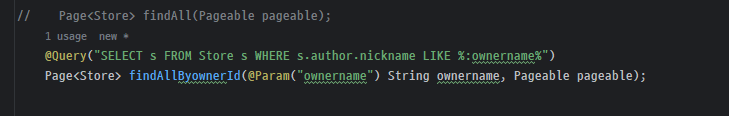 //    Page<Store> findAll(Pageable pageable);
1 usage   new *
@Query("SELECT s FROM Store s WHERE s.author.nickname LIKE %:ownername%")
Page<Store> findAllByownerId(@Param("ownername") String ownername, Pageable pageable);